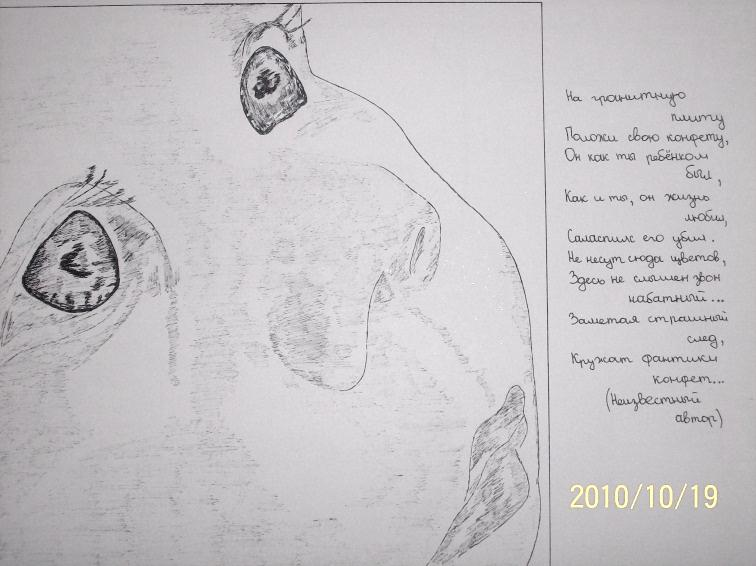 На гранитную
плиту
Положи свою конфету,
Он как ты ребёнком
был,
Как и ты, он жизнь
любил,
Саласпилс его убил.
Не несут сюда цветов,
Здесь не слышен звон
набатный...
Заметая страшный
след,
Кружат фантики
конфет...
(Неизвестный
автор)
2010/10/19